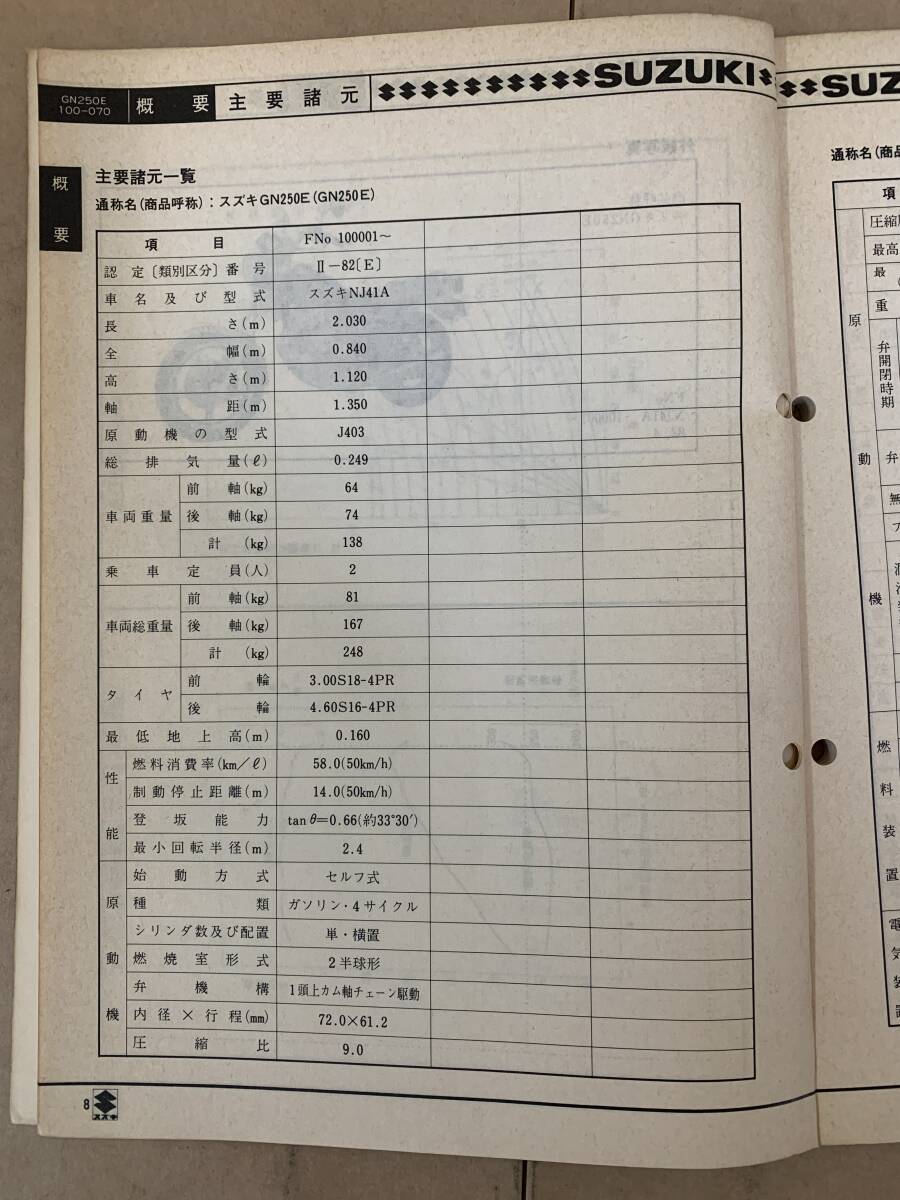 GN250E
100-070
概要
主要諸元
SUZUKI
概要
主要諸元一覧
通称名(商品呼称)：スズキGN250E(GN250E)
項目 FNo 100001～
認定〔類別区分〕番号 Ⅱ－82〔E〕
車名及び型式 スズキNJ41A
長さ(m) 2.030
全幅(m) 0.840
高さ(m) 1.120
軸距(m) 1.350
原動機の型式 J403
総排気量(ℓ) 0.249
車両重量 前軸(kg) 64
後軸(kg) 74
計(kg) 138
乗車定員(人) 2
車両総重量 前軸(kg) 81
後軸(kg) 167
計(kg) 248
タイヤ 前輪 3.00S18-4PR
後輪 4.60S16-4PR
最低地上高(m) 0.160
性能 燃料消費率(km／ℓ) 58.0(50km/h)
制動停止距離(m) 14.0(50km/h)
登坂能力 tanθ=0.66(約33°30′)
最小回転半径(m) 2.4
原動機 始動方式 セルフ式
種類 ガソリン・4サイクル
シリンダ数及び配置 単・横置
燃焼室形式 2半球形
弁機構 1頭上カム軸チェーン駆動
内径×行程(mm) 72.0×61.2
圧縮比 9.0
8
スズキ
SUZ
通称名(商品
項
圧縮
最高
最
重
弁開閉時期
弁
原動機
燃料装置
電気装置